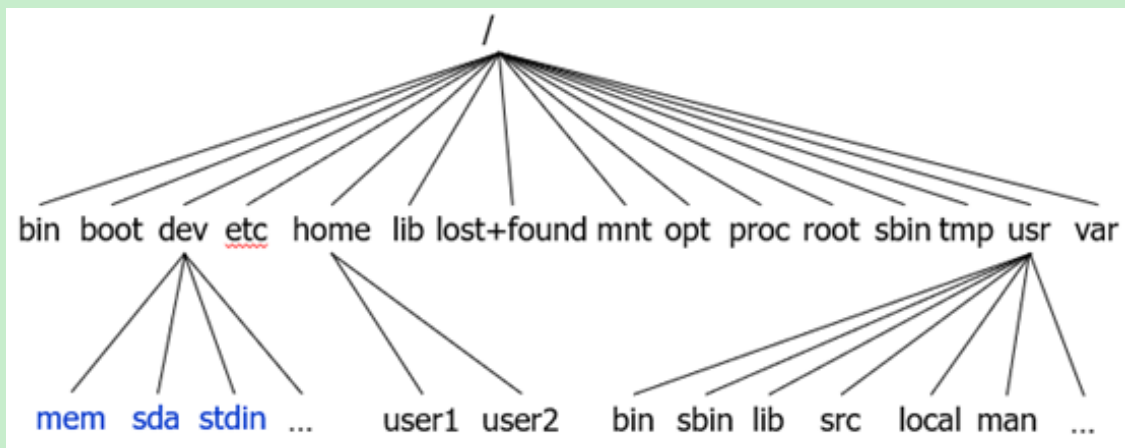 /
bin boot dev etc home lib lost+found mnt opt proc root sbin tmp usr var
mem sda stdin ... user1 user2 bin sbin lib src local man ...